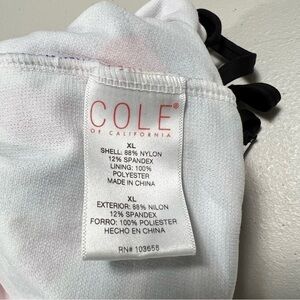 COLE®
OF CALIFORNIA
XL
SHELL: 88% NYLON
12% SPANDEX
LINING: 100%
POLYESTER
MADE IN CHINA
XL
EXTERIOR: 88% NILON
12% SPANDEX
FORRO: 100% POLIESTER
HECHO EN CHINA
RN# 103656